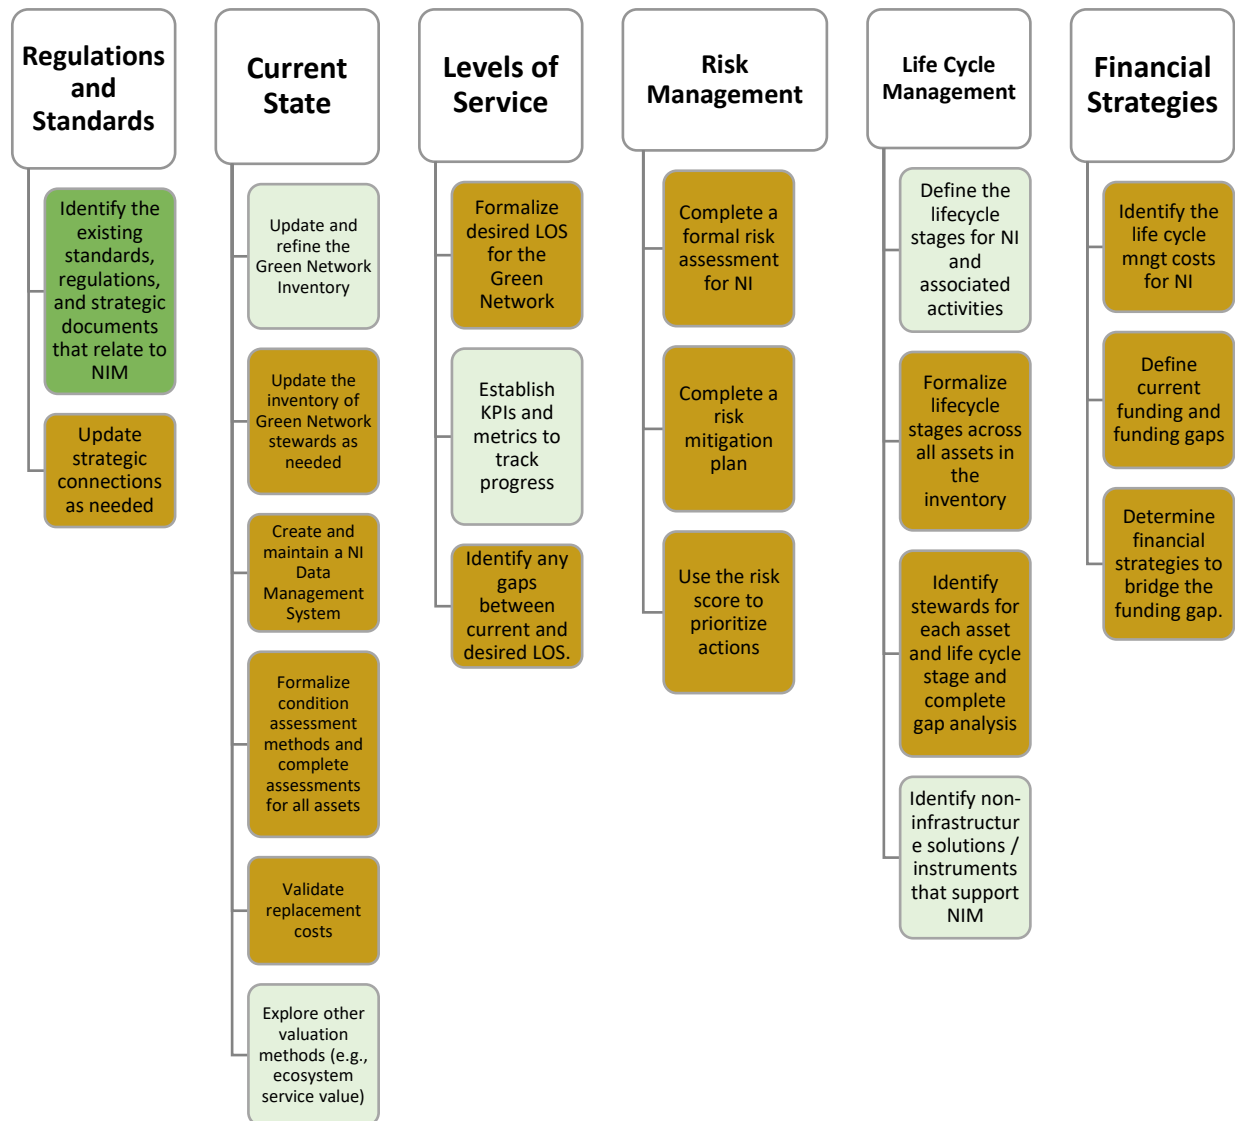 Regulations
and
Standards
Identify the
existing
standards,
regulations,
and strategic
documents
that relate to
NIM
Update
strategic
connections
as needed
Current
State
Update and
refine the
Green Network
Inventory
Update the
inventory of
Green Network
stewards as
needed
Create and
maintain a NI
Data
Management
System
Formalize
condition
assessment
methods and
complete
assessments
for all assets
Validate
replacement
costs
Explore other
valuation
methods (e.g.,
ecosystem
service value)
Levels of
Service
Formalize
desired LOS
for the
Green
Network
Establish
KPIs and
metrics to
track
progress
Identify any
gaps
between
current and
desired LOS.
Risk
Management
Complete a
formal risk
assessment
for NI
Complete a
risk
mitigation
plan
Use the risk
score to
prioritize
actions
Life Cycle
Management
Define the
lifecycle
stages for NI
and
associated
activities
Formalize
lifecycle
stages across
all assets in
the
inventory
Identify
stewards for
each asset
and life cycle
stage and
complete
gap analysis
Identify non-
infrastructur
e solutions /
instruments
that support
NIM
Financial
Strategies
Identify the
life cycle
mngt costs
for NI
Define
current
funding and
funding gaps
Determine
financial
strategies to
bridge the
funding gap.